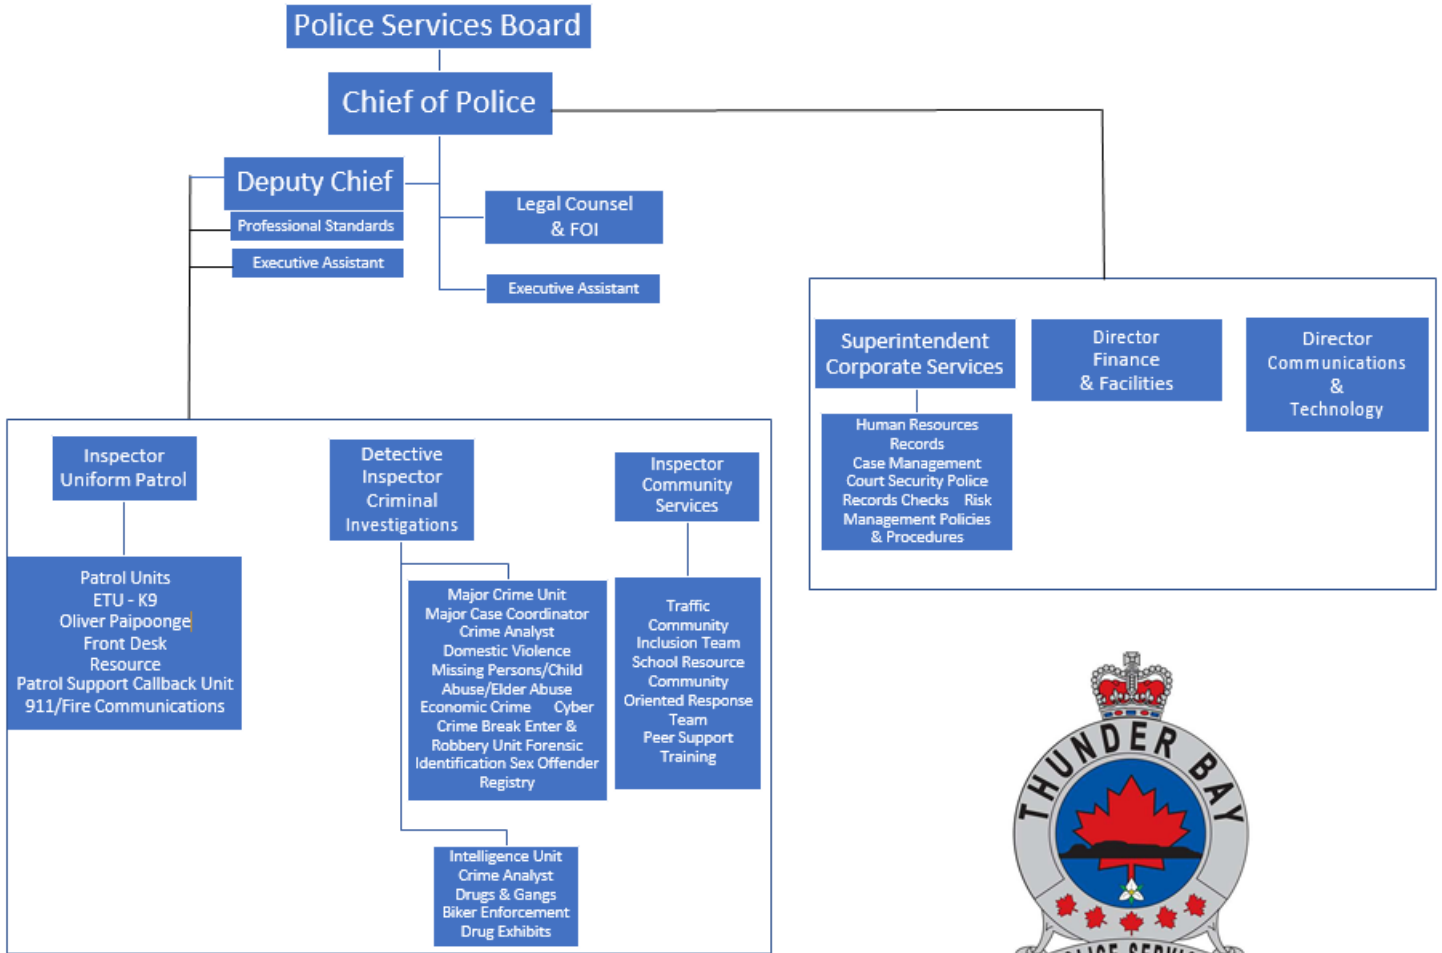 Police Services Board
Chief of Police
Deputy Chief
Professional Standards
Executive Assistant
Legal Counsel
& FOI
Executive Assistant
Superintendent
Corporate Services
Human Resources
Records
Case Management
Court Security Police
Records Checks Risk
Management Policies
& Procedures
Director
Finance
& Facilities
Director
Communications
&
Technology
Inspector
Uniform Patrol
Patrol Units
ETU - K9
Oliver Paipoonge
Front Desk
Resource
Patrol Support Callback Unit
911/Fire Communications
Detective
Inspector
Criminal
Investigations
Major Crime Unit
Major Case Coordinator
Crime Analyst
Domestic Violence
Missing Persons/Child
Abuse/Elder Abuse
Economic Crime Cyber
Crime Break Enter &
Robbery Unit Forensic
Identification Sex Offender
Registry
Intelligence Unit
Crime Analyst
Drugs & Gangs
Biker Enforcement
Drug Exhibits
Inspector
Community
Services
Traffic
Community
Inclusion Team
School Resource
Community
Oriented Response
Team
Peer Support
Training
THUNDER BAY